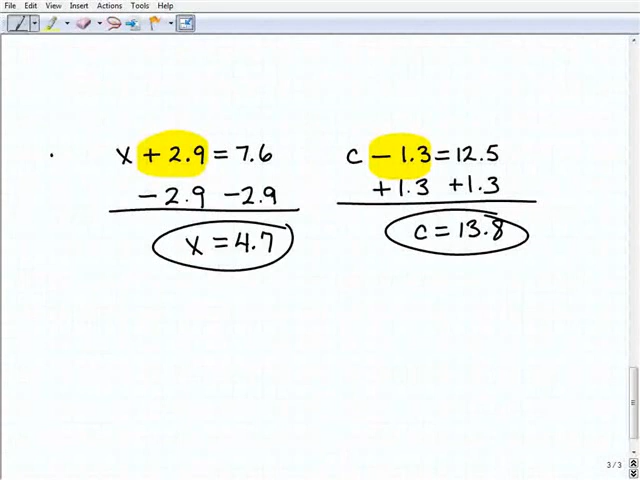 File Edit View Insert Actions Tools Help
x + 2.9 = 7.6
− 2.9 − 2.9
x = 4.7
c − 1.3 = 12.5
+ 1.3 + 1.3
c = 13.8
3 / 3